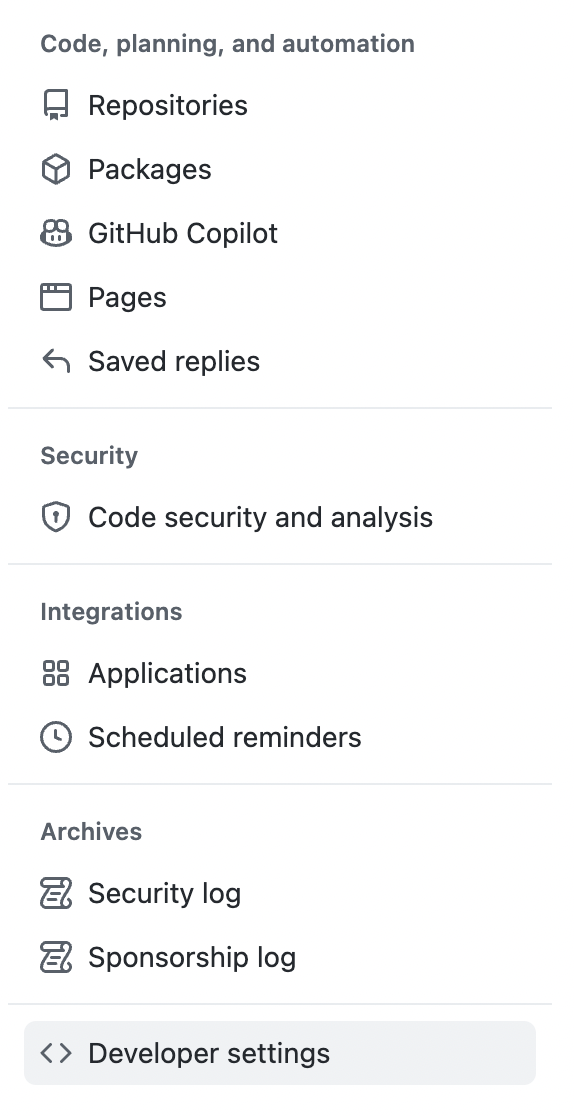 Code, planning, and automation
Repositories
Packages
GitHub Copilot
Pages
Saved replies
Security
Code security and analysis
Integrations
Applications
Scheduled reminders
Archives
Security log
Sponsorship log
Developer settings